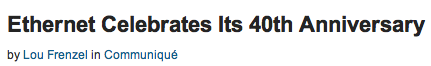 Ethernet Celebrates Its 40th Anniversary
by Lou Frenzel in Communiqué